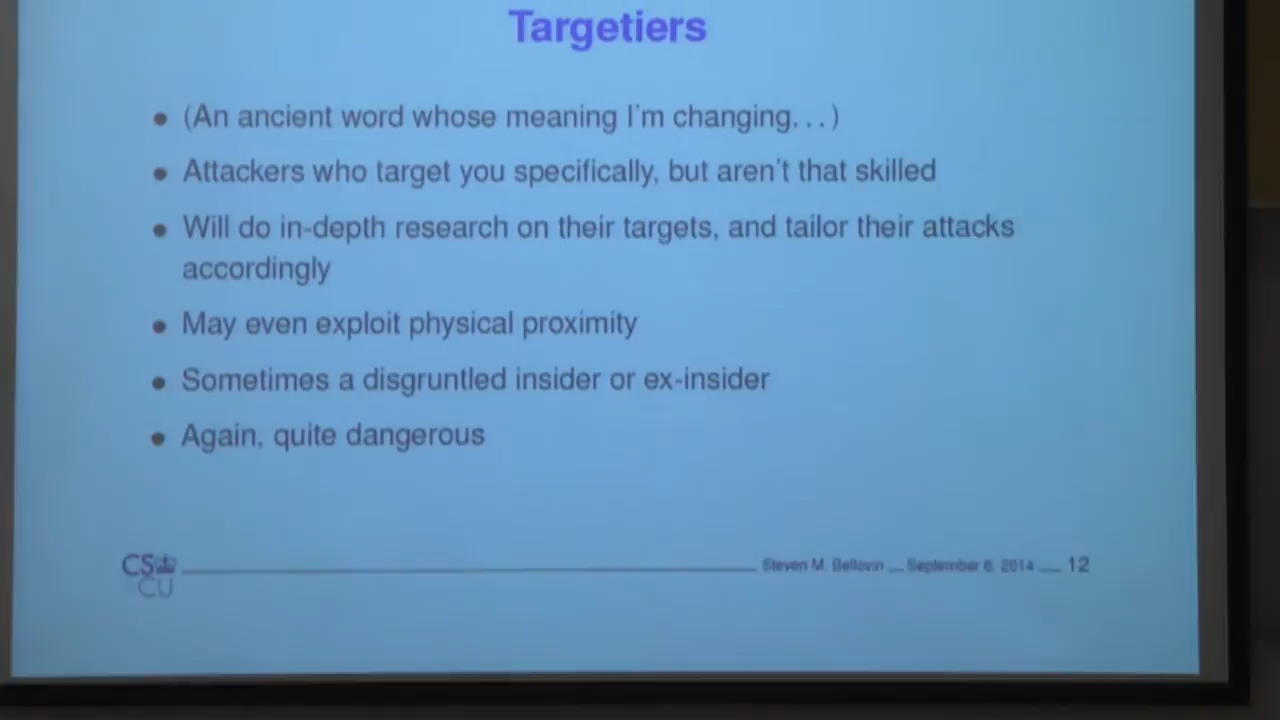 Targetiers
• (An ancient word whose meaning I'm changing. . . )
• Attackers who target you specifically, but aren't that skilled
• Will do in-depth research on their targets, and tailor their attacks
accordingly
• May even exploit physical proximity
• Sometimes a disgruntled insider or ex-insider
• Again, quite dangerous
CS
CU
Steven M. Bellovin __ September 6, 2014 __ 12